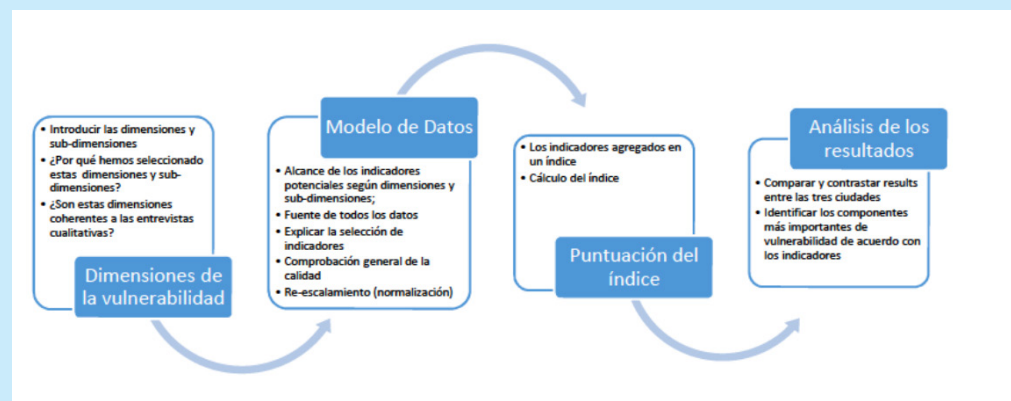 • Introducir las dimensiones y
sub-dimensiones
• ¿Por qué hemos seleccionado
estas dimensiones y sub-
dimensiones?
• ¿Son estas dimensiones
coherentes a las entrevistas
cualitativas?
Dimensiones de
la vulnerabilidad
Modelo de Datos
• Alcance de los indicadores
potenciales según dimensiones y
sub-dimensiones;
• Fuente de todos los datos
• Explicar la selección de
indicadores
• Comprobación general de la
calidad
• Re-escalamiento (normalización)
• Los indicadores agregados en
un índice
• Cálculo del índice
Puntuación del
índice
Análisis de los
resultados
• Comparar y contrastar results
entre las tres ciudades
• Identificar los componentes
más importantes de
vulnerabilidad de acuerdo con
los indicadores